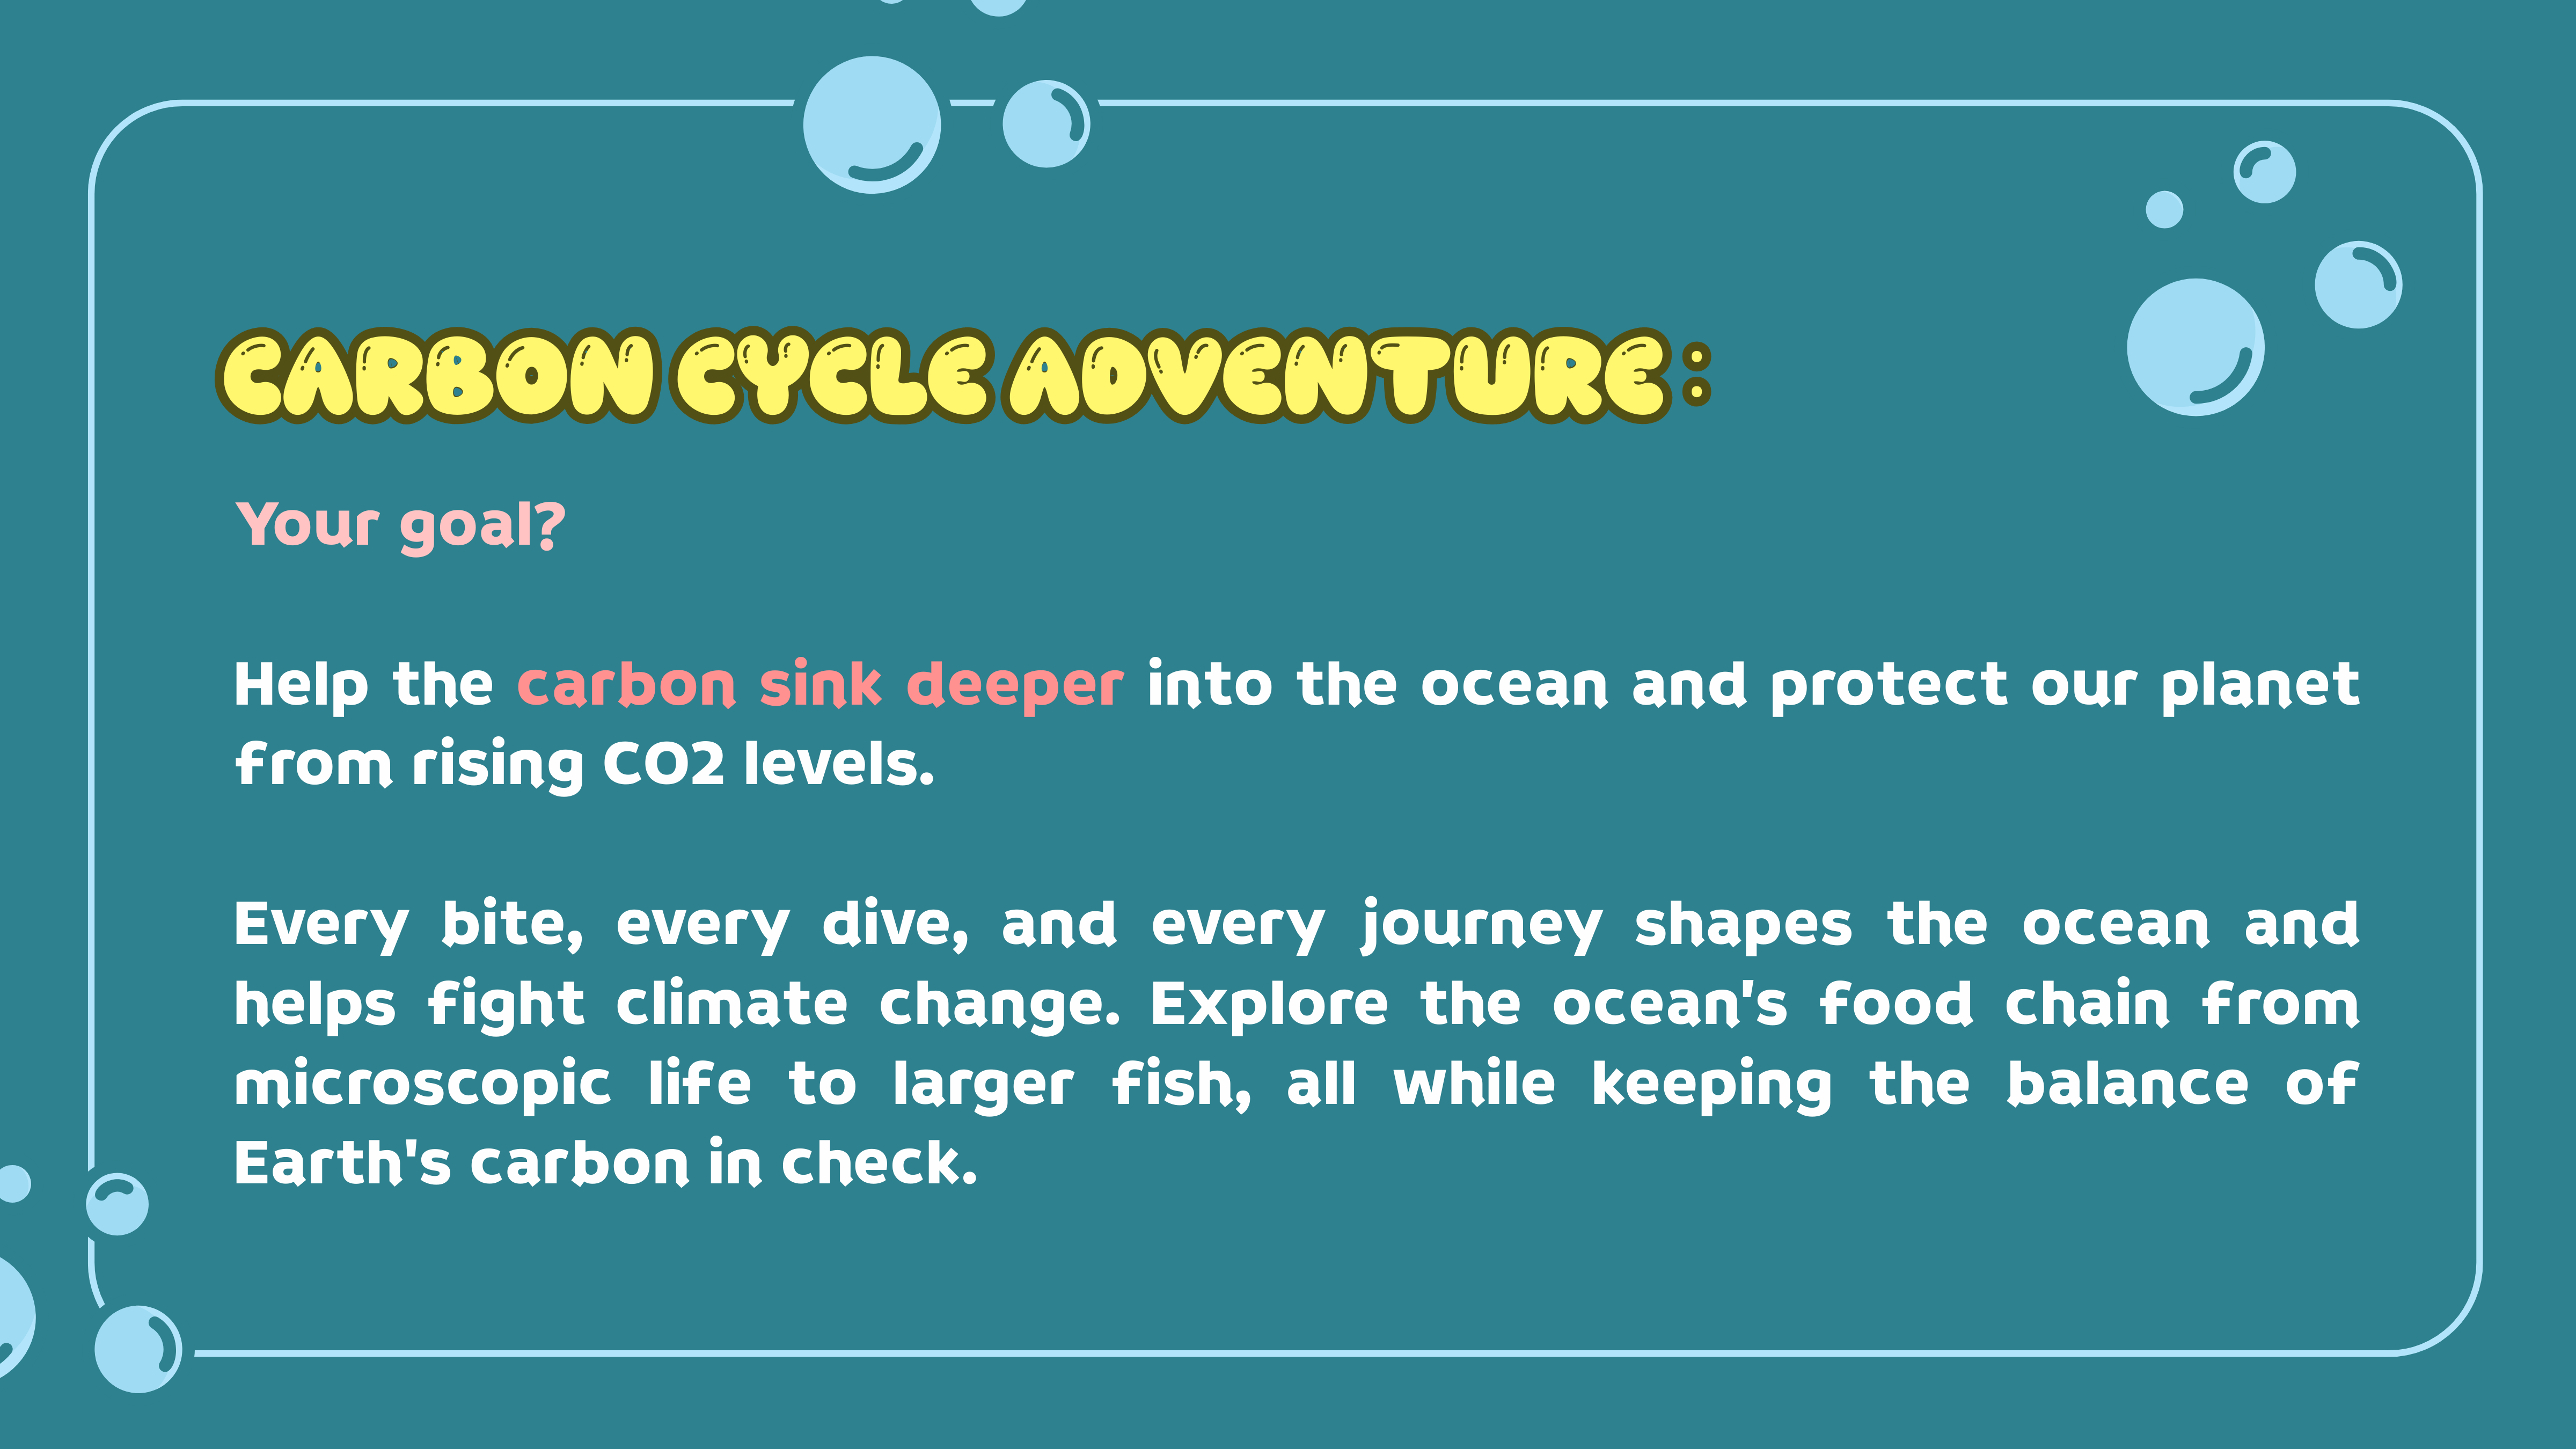 CARBON CYCLE ADVENTURE:
Your goal?
Help the carbon sink deeper into the ocean and protect our planet
from rising CO2 levels.
Every bite, every dive, and every journey shapes the ocean and
helps fight climate change. Explore the ocean's food chain from
microscopic life to larger fish, all while keeping the balance of
Earth's carbon in check.